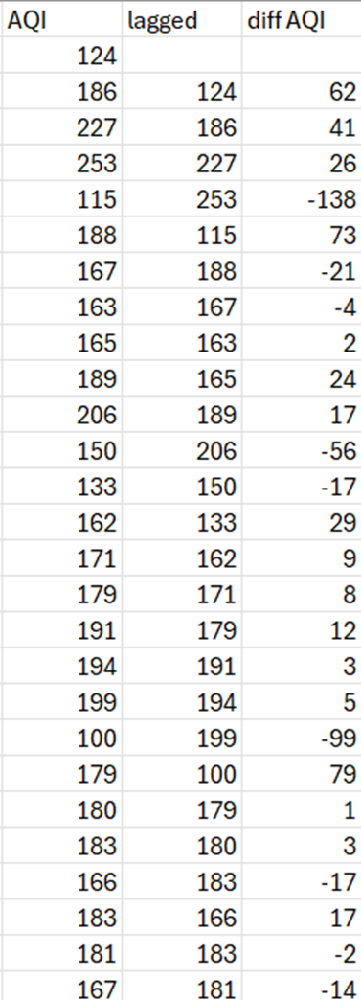 AQI lagged diff AQI
124
186 124 62
227 186 41
253 227 26
115 253 -138
188 115 73
167 188 -21
163 167 -4
165 163 2
189 165 24
206 189 17
150 206 -56
133 150 -17
162 133 29
171 162 9
179 171 8
191 179 12
194 191 3
199 194 5
100 199 -99
179 100 79
180 179 1
183 180 3
166 183 -17
183 166 17
181 183 -2
167 181 -14